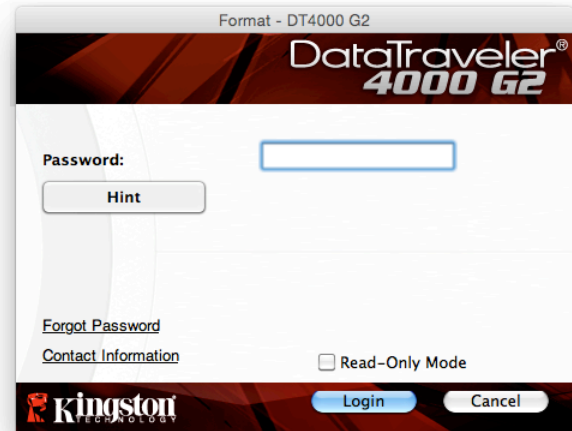 Format - DT4000 G2
DataTraveler®
4000 G2
Password:
Hint
Forgot Password
Contact Information
Read-Only Mode
Kingston
TECHNOLOGY
Login
Cancel